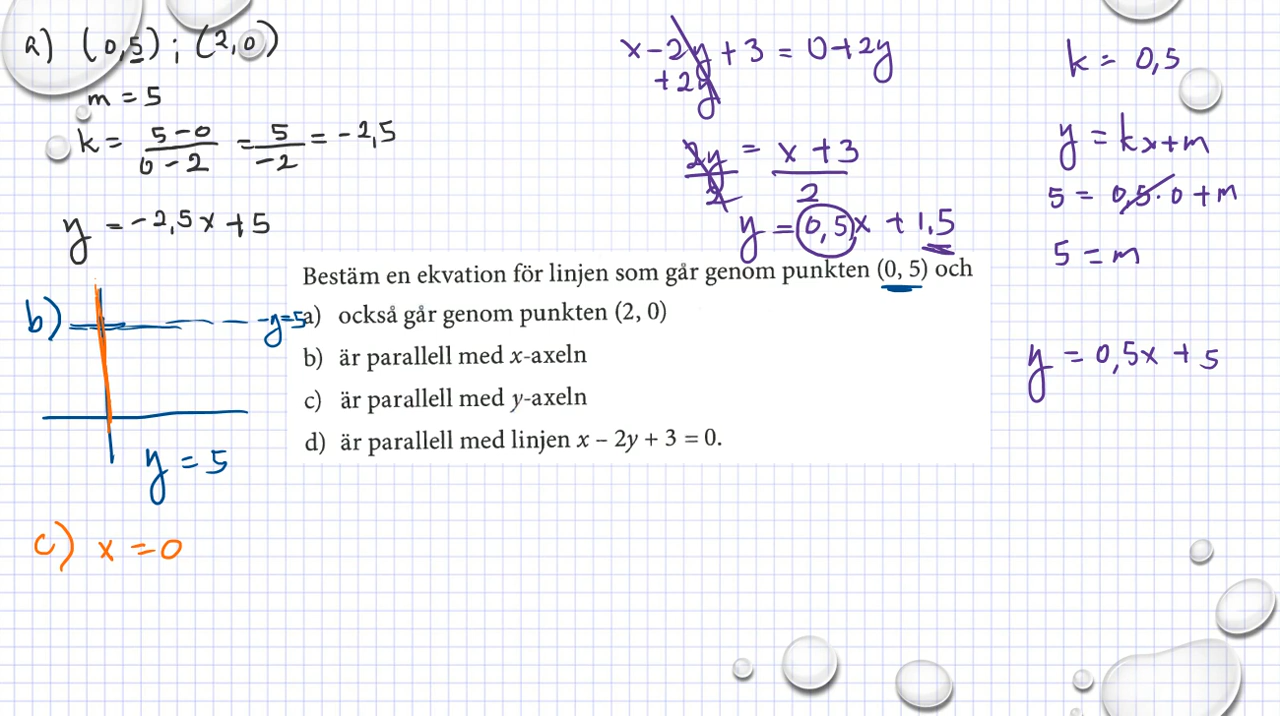 a) (0,5) ; (2,0)
m = 5
k = 5 - 0 / 0 - 2 = 5 / -2 = -2,5
y = -2,5x + 5
x - 2y + 3 = 0 + 2y
+ 2y
2y / 2 = x + 3 / 2
y = 0,5x + 1,5
k = 0,5
y = kx + m
5 = 0,5 · 0 + m
5 = m
y = 0,5x + 5
Bestäm en ekvation för linjen som går genom punkten (0, 5) och
a) också går genom punkten (2, 0)
b) är parallell med x-axeln
c) är parallell med y-axeln
d) är parallell med linjen x – 2y + 3 = 0.
b)
y=5
y = 5
c) x = 0